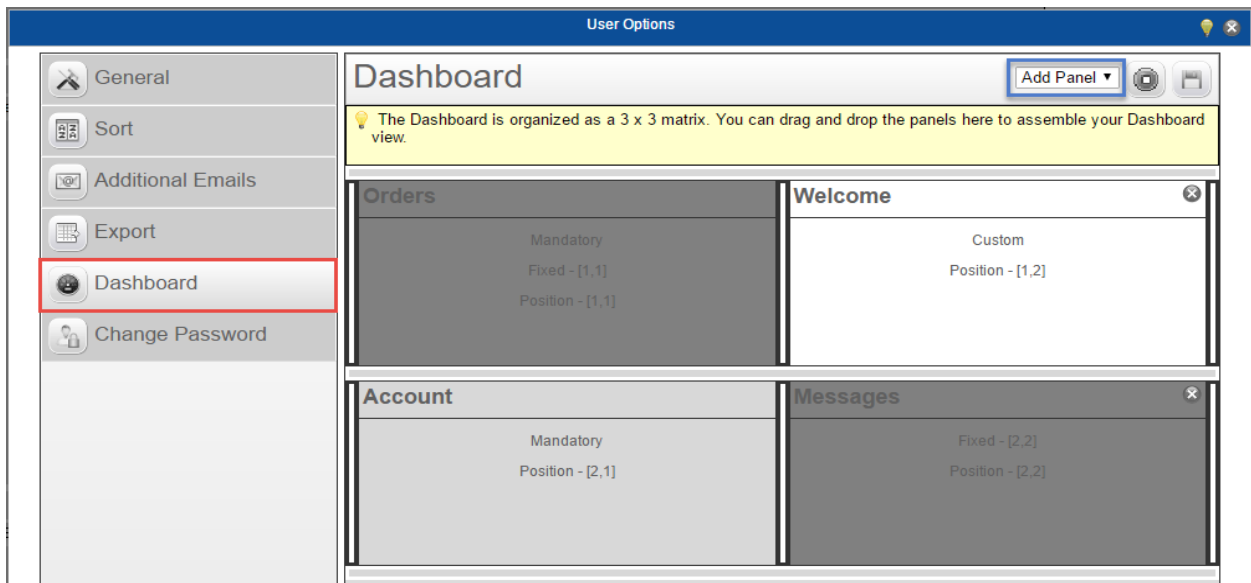 User Options
General
Sort
Additional Emails
Export
Dashboard
Change Password
Dashboard
Add Panel
The Dashboard is organized as a 3 x 3 matrix. You can drag and drop the panels here to assemble your Dashboard
view.
Orders
Mandatory
Fixed - [1,1]
Position - [1,1]
Welcome
Custom
Position - [1,2]
Account
Mandatory
Position - [2,1]
Messages
Fixed - [2,2]
Position - [2,2]